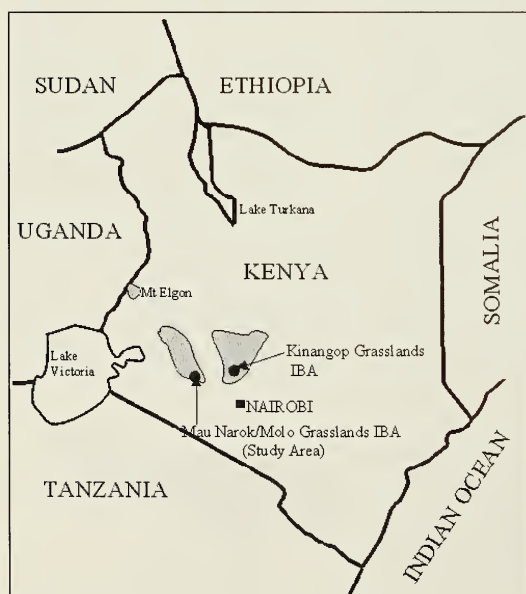 SUDAN
ETHIOPIA
Lake Turkana
UGANDA
KENYA
SOMALIA
Mt Elgon
Lake
Victoria
Kinangop Grasslands
IBA
NAIROBI
Mau Narok/Molo Grasslands IBA
(Study Area)
TANZANIA
INDIAN OCEAN